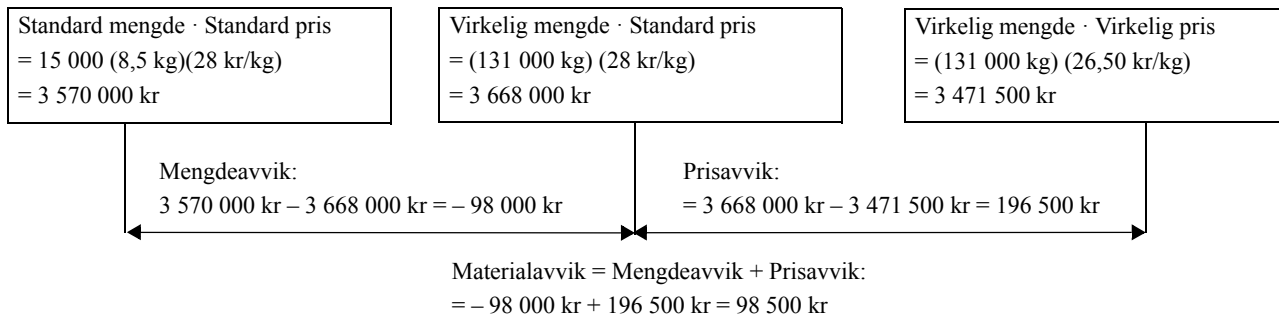 Standard mengde · Standard pris
= 15 000 (8,5 kg)(28 kr/kg)
= 3 570 000 kr
Virkelig mengde · Standard pris
= (131 000 kg) (28 kr/kg)
= 3 668 000 kr
Virkelig mengde · Virkelig pris
= (131 000 kg) (26,50 kr/kg)
= 3 471 500 kr
Mengdeavvik:
3 570 000 kr – 3 668 000 kr = – 98 000 kr
Prisavvik:
= 3 668 000 kr – 3 471 500 kr = 196 500 kr
Materialavvik = Mengdeavvik + Prisavvik:
= – 98 000 kr + 196 500 kr = 98 500 kr